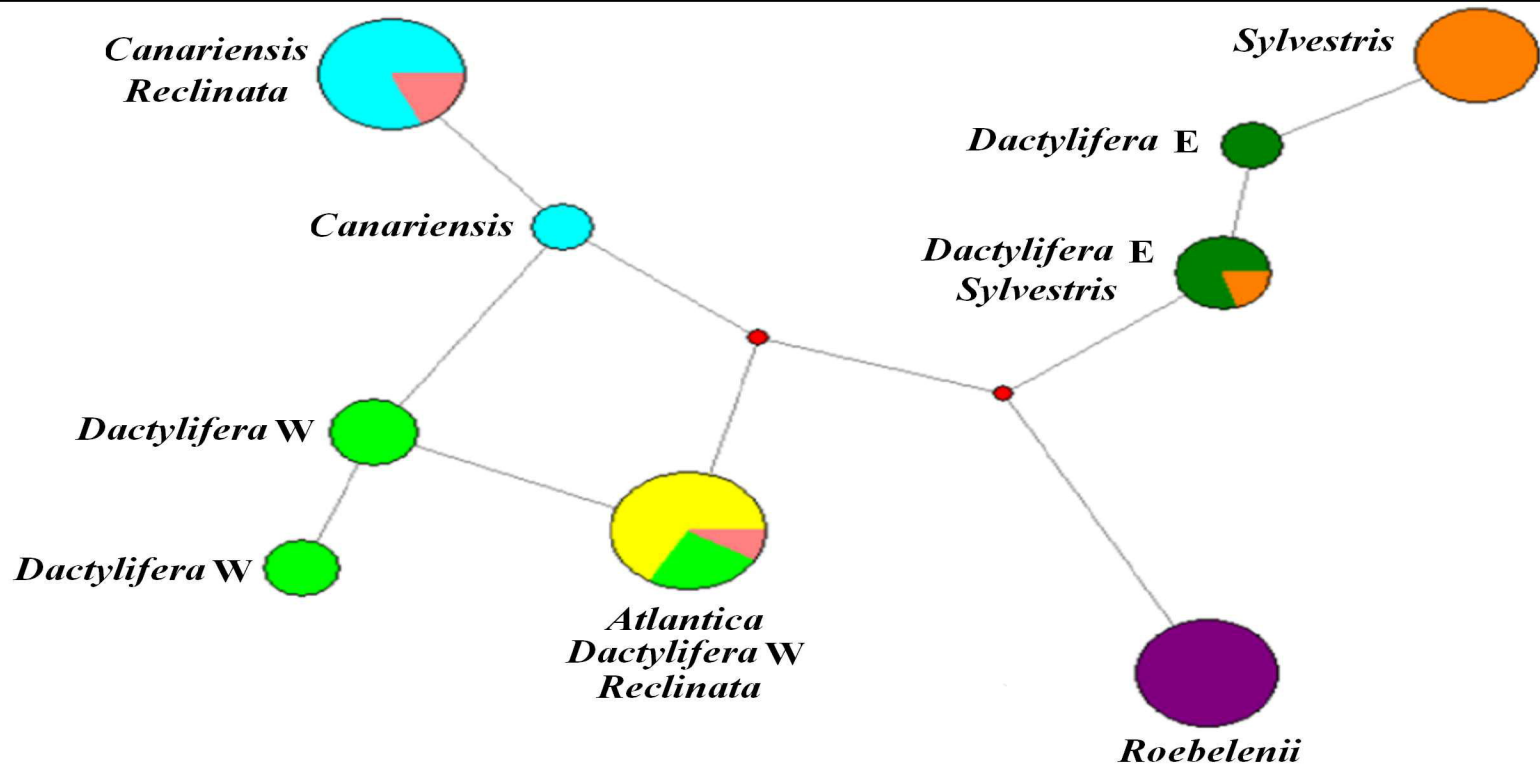 Canariensis
Reclinata
Sylvestris
Dactylifera E
Canariensis
Dactylifera E
Sylvestris
Dactylifera W
Dactylifera W
Atlantica
Dactylifera W
Reclinata
Roebelenii